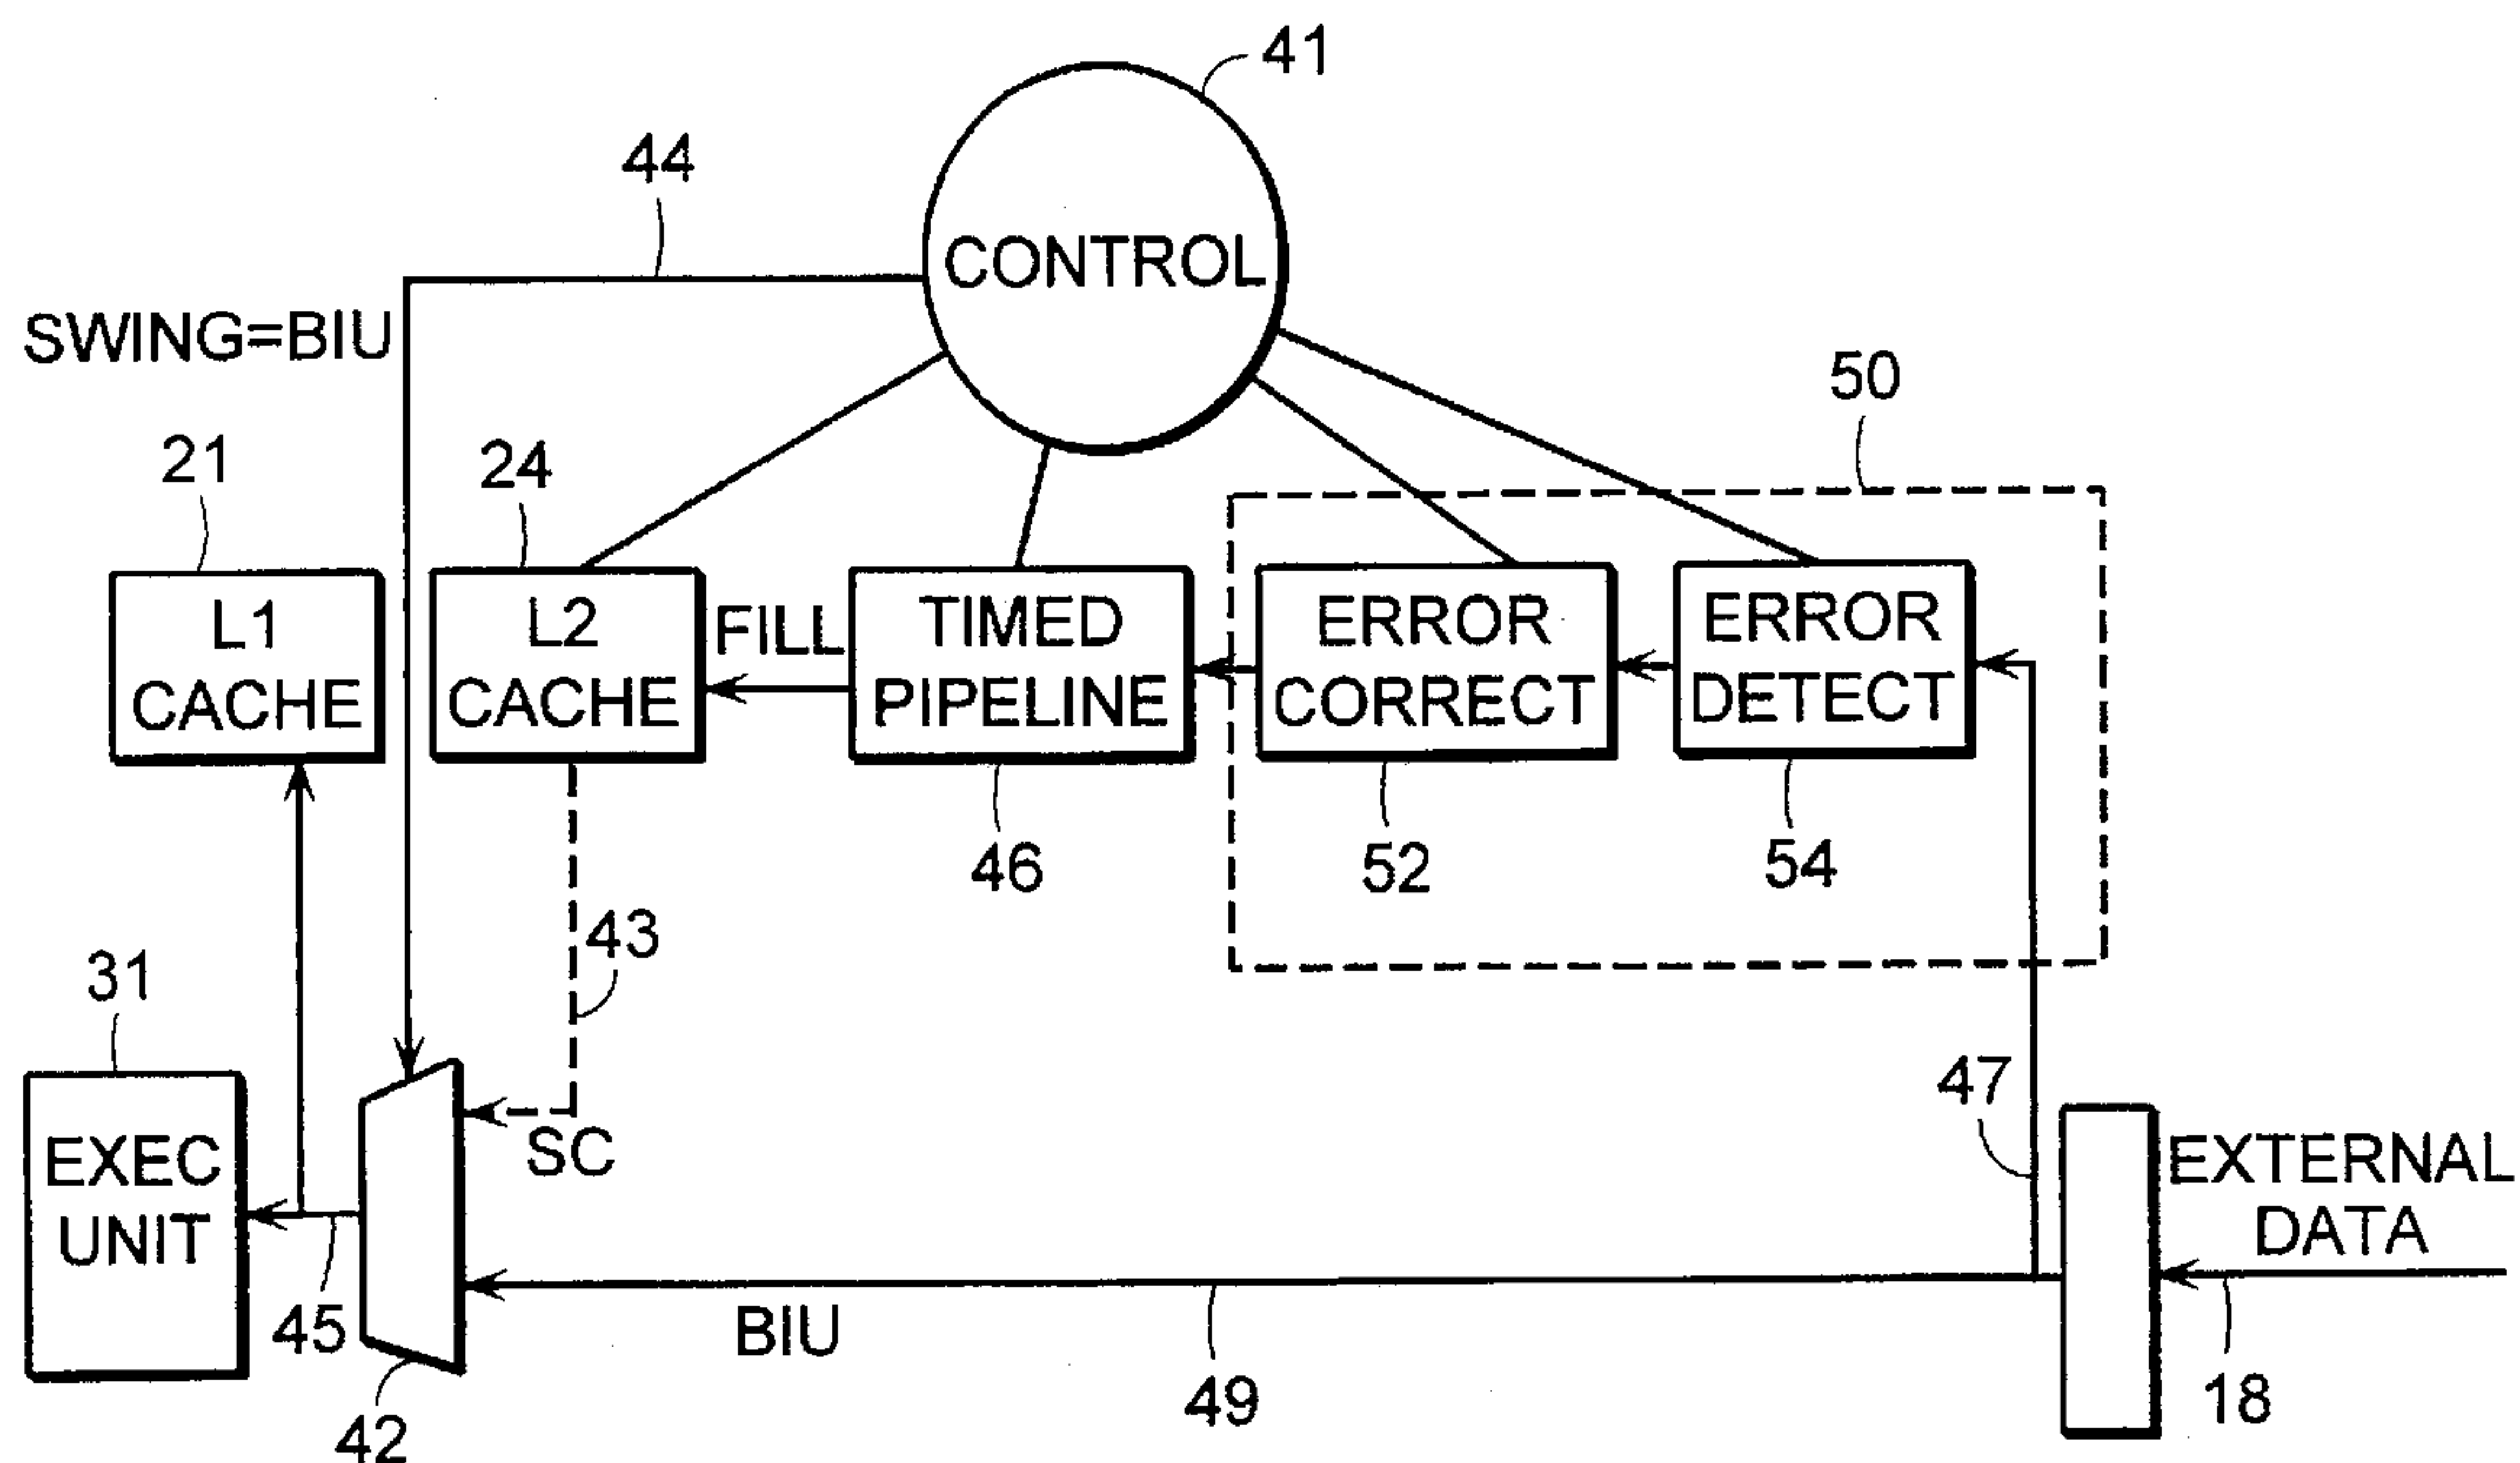 41
44
CONTROL
SWING=BIU
50
21
24
L1
CACHE
L2
CACHE
FILL
TIMED
PIPELINE
ERROR
CORRECT
ERROR
DETECT
46
52
54
43
31
47
SC
EXEC
UNIT
EXTERNAL
DATA
45
BIU
49
18
42